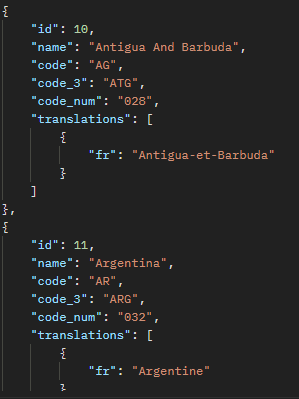 {
"id": 10,
"name": "Antigua And Barbuda",
"code": "AG",
"code_3": "ATG",
"code_num": "028",
"translations": [
{
"fr": "Antigua-et-Barbuda"
}
]
},
{
"id": 11,
"name": "Argentina",
"code": "AR",
"code_3": "ARG",
"code_num": "032",
"translations": [
{
"fr": "Argentine"
}